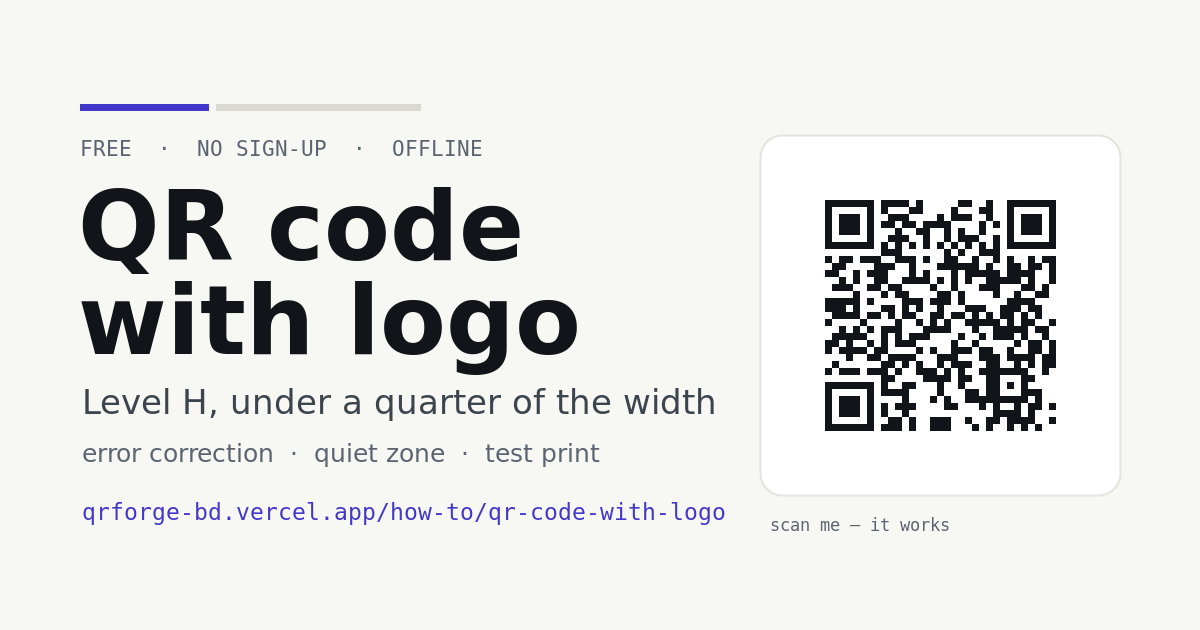 FREE · NO SIGN-UP · OFFLINE
QR code
with logo
Level H, under a quarter of the width
error correction · quiet zone · test print
qrforge-bd.vercel.app/how-to/qr-code-with-logo
scan me — it works